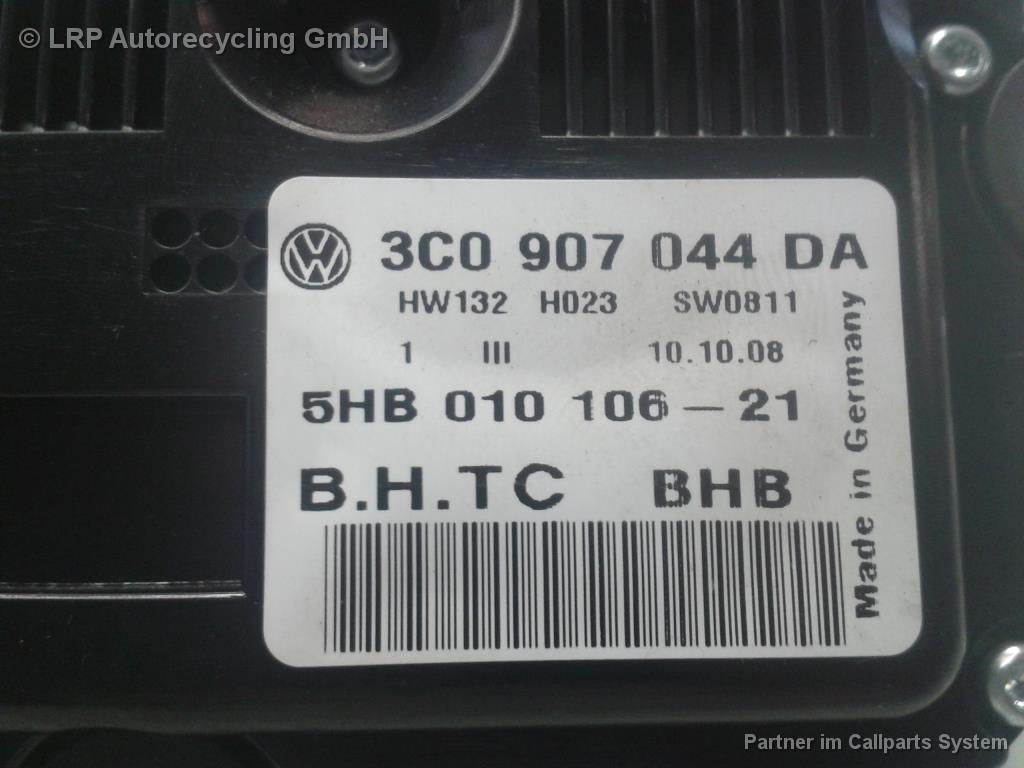 © LRP Autorecycling GmbH
3C0 907 044 DA
HW132 H023 SW0811
1 III 10.10.08
5HB 010 106-21
B.H.TC BHB
Made in Germany
Partner im Callparts System